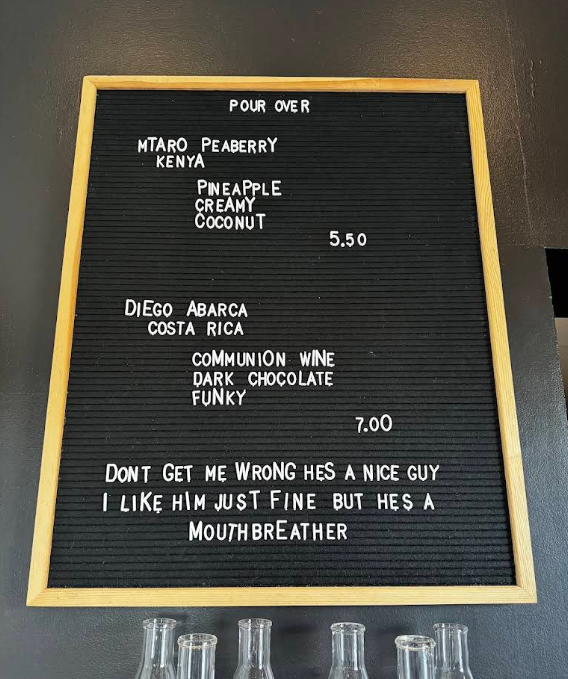 POUR OVER
MTARO PEABERRY
KENYA
PINEAPPLE
CREAMY
COCONUT
5.50
DIEGO ABARCA
COSTA RICA
COMMUNION WINE
DARK CHOCOLATE
FUNKY
7.00
DONT GET ME WRONG HES A NICE GUY
I LIKE HIM JUST FINE BUT HES A
MOUTHBREATHER